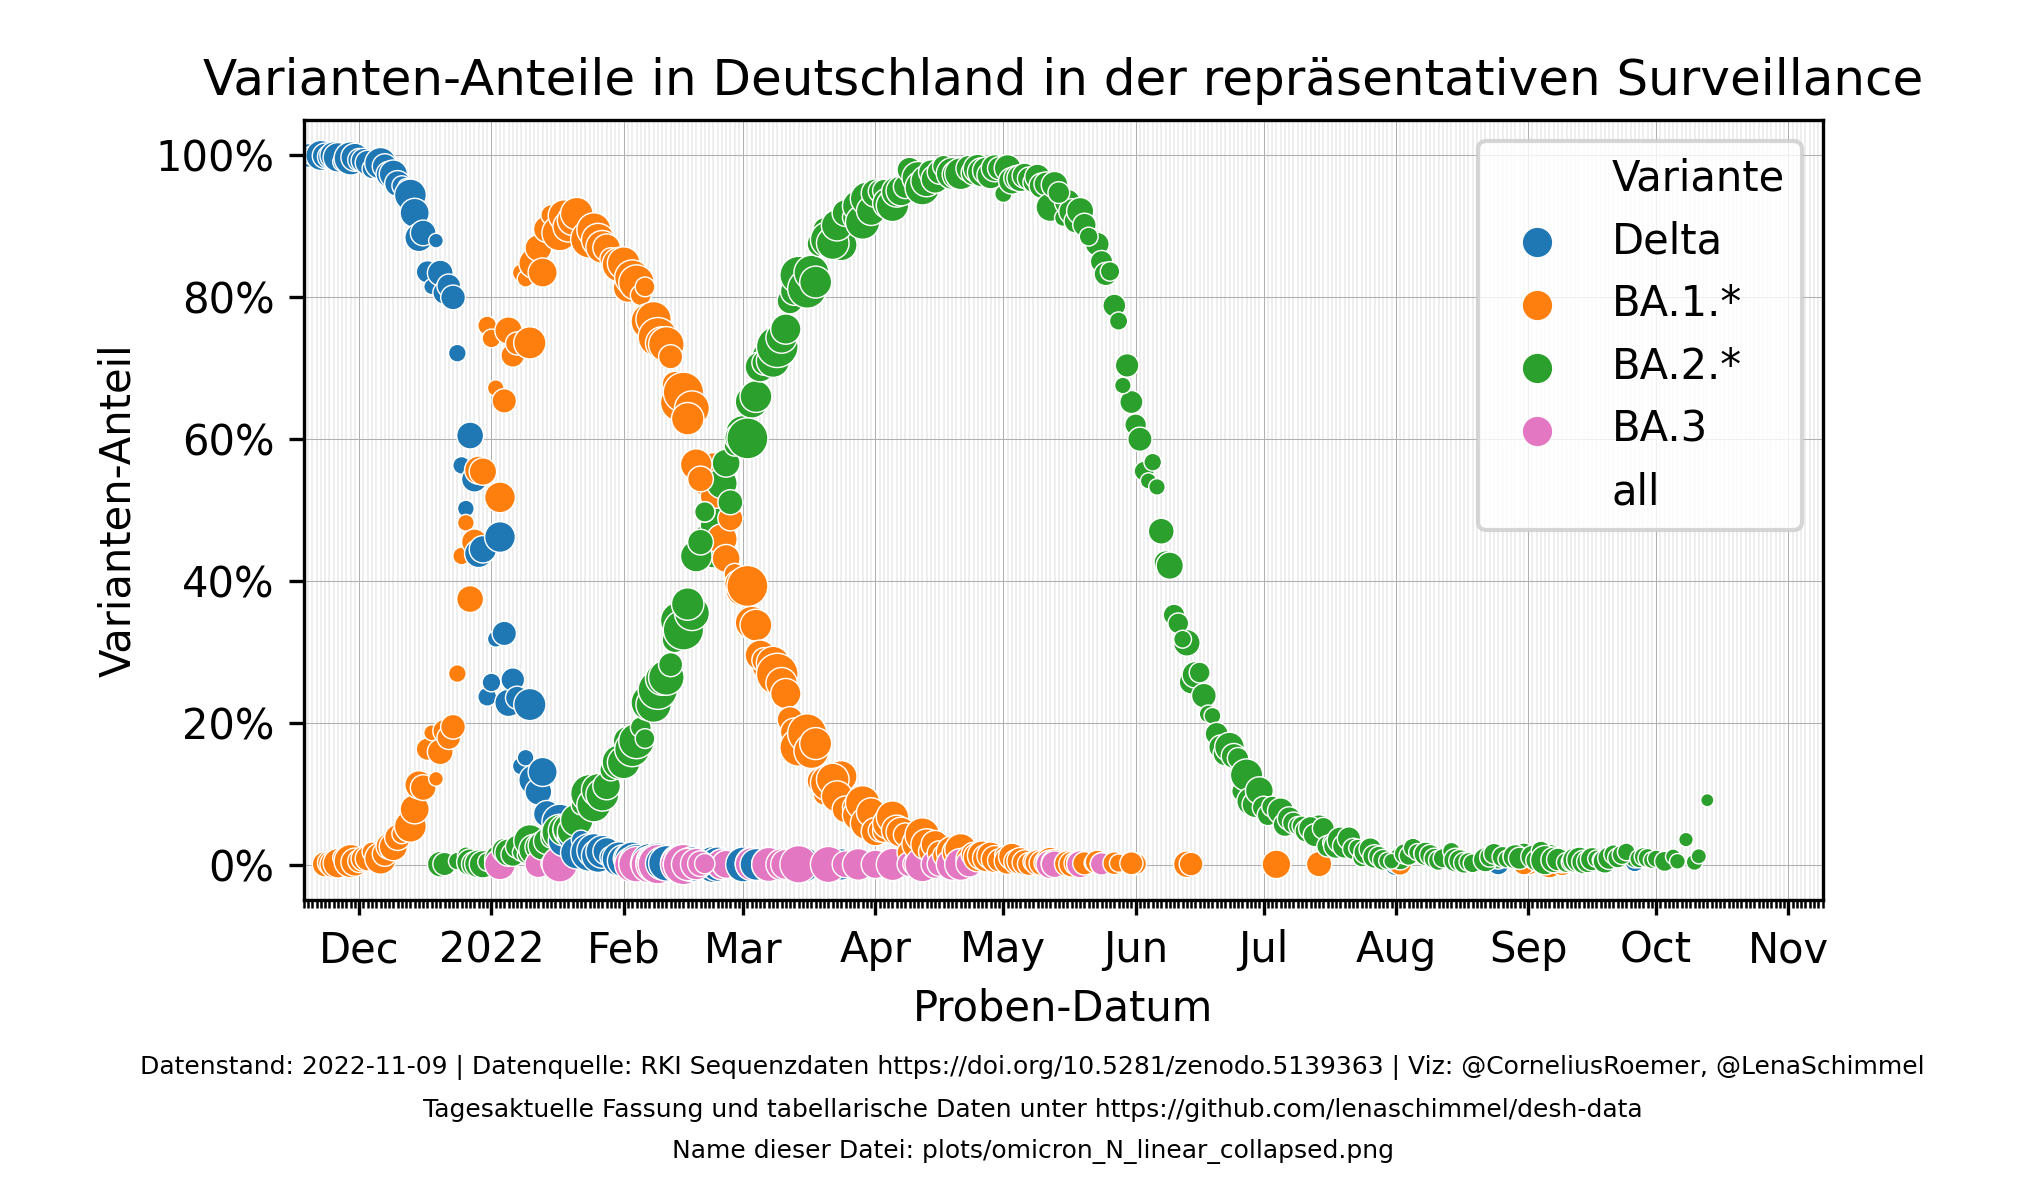 Varianten-Anteile in Deutschland in der repräsentativen Surveillance
Varianten-Anteil
100%
80%
60%
40%
20%
0%
Variante
Delta
BA.1.*
BA.2.*
BA.3
all
Dec 2022 Feb Mar Apr May Jun Jul Aug Sep Oct Nov
Proben-Datum
Datenstand: 2022-11-09 | Datenquelle: RKI Sequenzdaten https://doi.org/10.5281/zenodo.5139363 | Viz: @CorneliusRoemer, @LenaSchimmel
Tagesaktuelle Fassung und tabellarische Daten unter https://github.com/lenaschimmel/desh-data
Name dieser Datei: plots/omicron_N_linear_collapsed.png